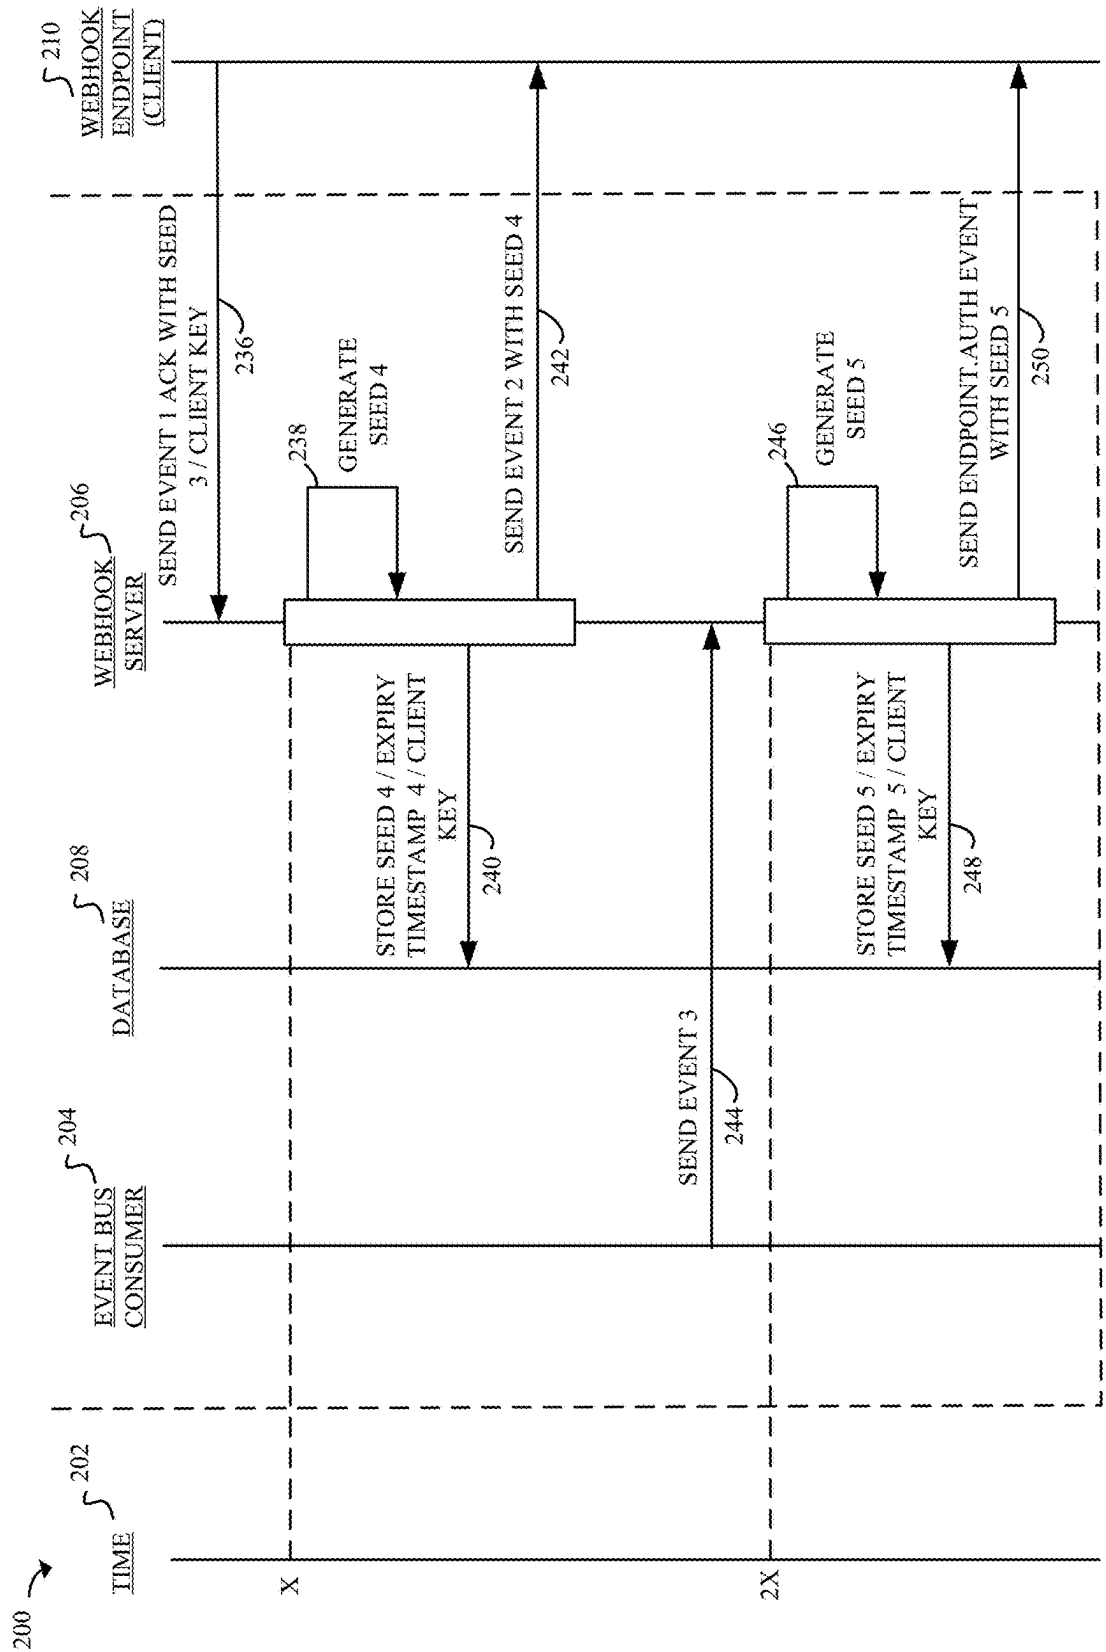 200
TIME
202
EVENT BUS
CONSUMER
204
DATABASE
208
WEBHOOK
SERVER
206
WEBHOOK
ENDPOINT
(CLIENT)
210
SEND EVENT 1 ACK WITH SEED
3 / CLIENT KEY
236
X
238
GENERATE
SEED 4
STORE SEED 4 / EXPIRY
TIMESTAMP 4 / CLIENT
KEY
240
SEND EVENT 2 WITH SEED 4
242
SEND EVENT 3
244
2X
246
GENERATE
SEED 5
STORE SEED 5 / EXPIRY
TIMESTAMP 5 / CLIENT
KEY
248
SEND ENDPOINT.AUTH EVENT
WITH SEED 5
250